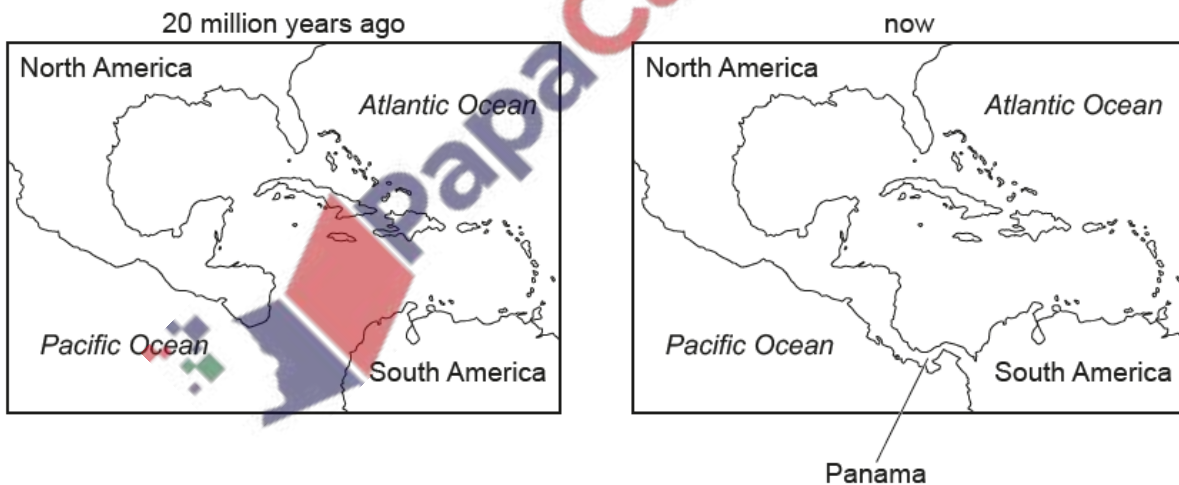 20 million years ago
North America
Atlantic Ocean
Pacific Ocean
South America
now
North America
Atlantic Ocean
Pacific Ocean
South America
Panama